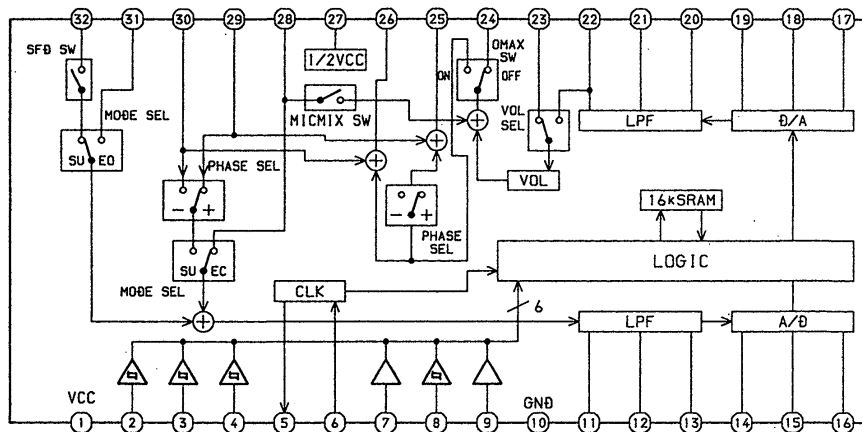 32 31 30 29 28 27 26 25 24 23 22 21 20 19 18 17
SFD SW
1/2VCC
ON
OMAX
SW
OFF
MODE SEL
MICMIX SW
VOL
SEL
LPF
D/A
SU EO
PHASE SEL
- +
VOL
16kSRAM
- +
PHASE
SEL
SU EC
MODE SEL
LOGIC
CLK
6
LPF
A/D
VCC
GND
1 2 3 4 5 6 7 8 9 10 11 12 13 14 15 16